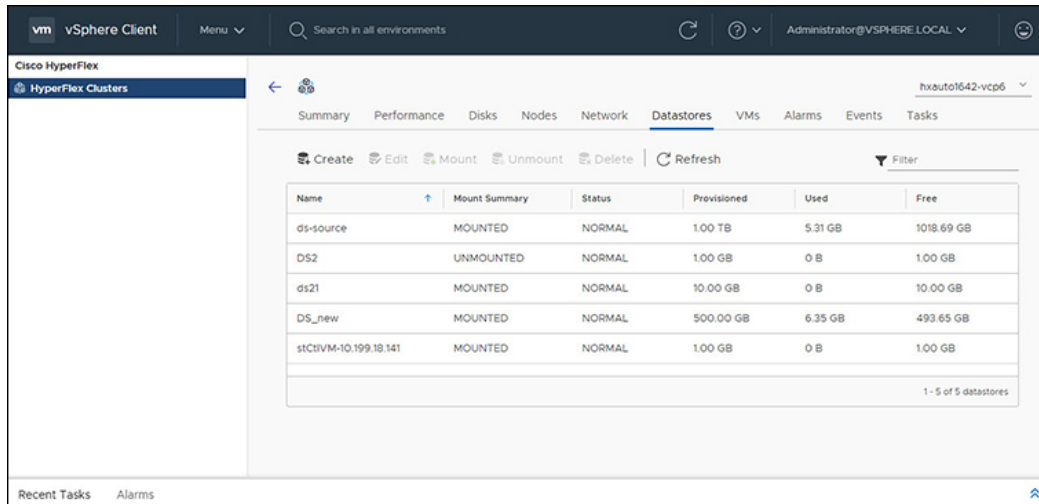 vm vSphere Client Menu Search in all environments Administrator@VSPHERE.LOCAL
Cisco HyperFlex
HyperFlex Clusters
hxauto1642-vcp6
Summary Performance Disks Nodes Network Datastores VMs Alarms Events Tasks
Create Edit Mount Unmount Delete Refresh Filter
Name Mount Summary Status Provisioned Used Free
ds-source MOUNTED NORMAL 1.00 TB 5.31 GB 1018.69 GB
DS2 UNMOUNTED NORMAL 1.00 GB 0 B 1.00 GB
ds21 MOUNTED NORMAL 10.00 GB 0 B 10.00 GB
DS_new MOUNTED NORMAL 500.00 GB 6.35 GB 493.65 GB
stCtlVM-10.199.18.141 MOUNTED NORMAL 1.00 GB 0 B 1.00 GB
1 - 5 of 5 datastores
Recent Tasks Alarms